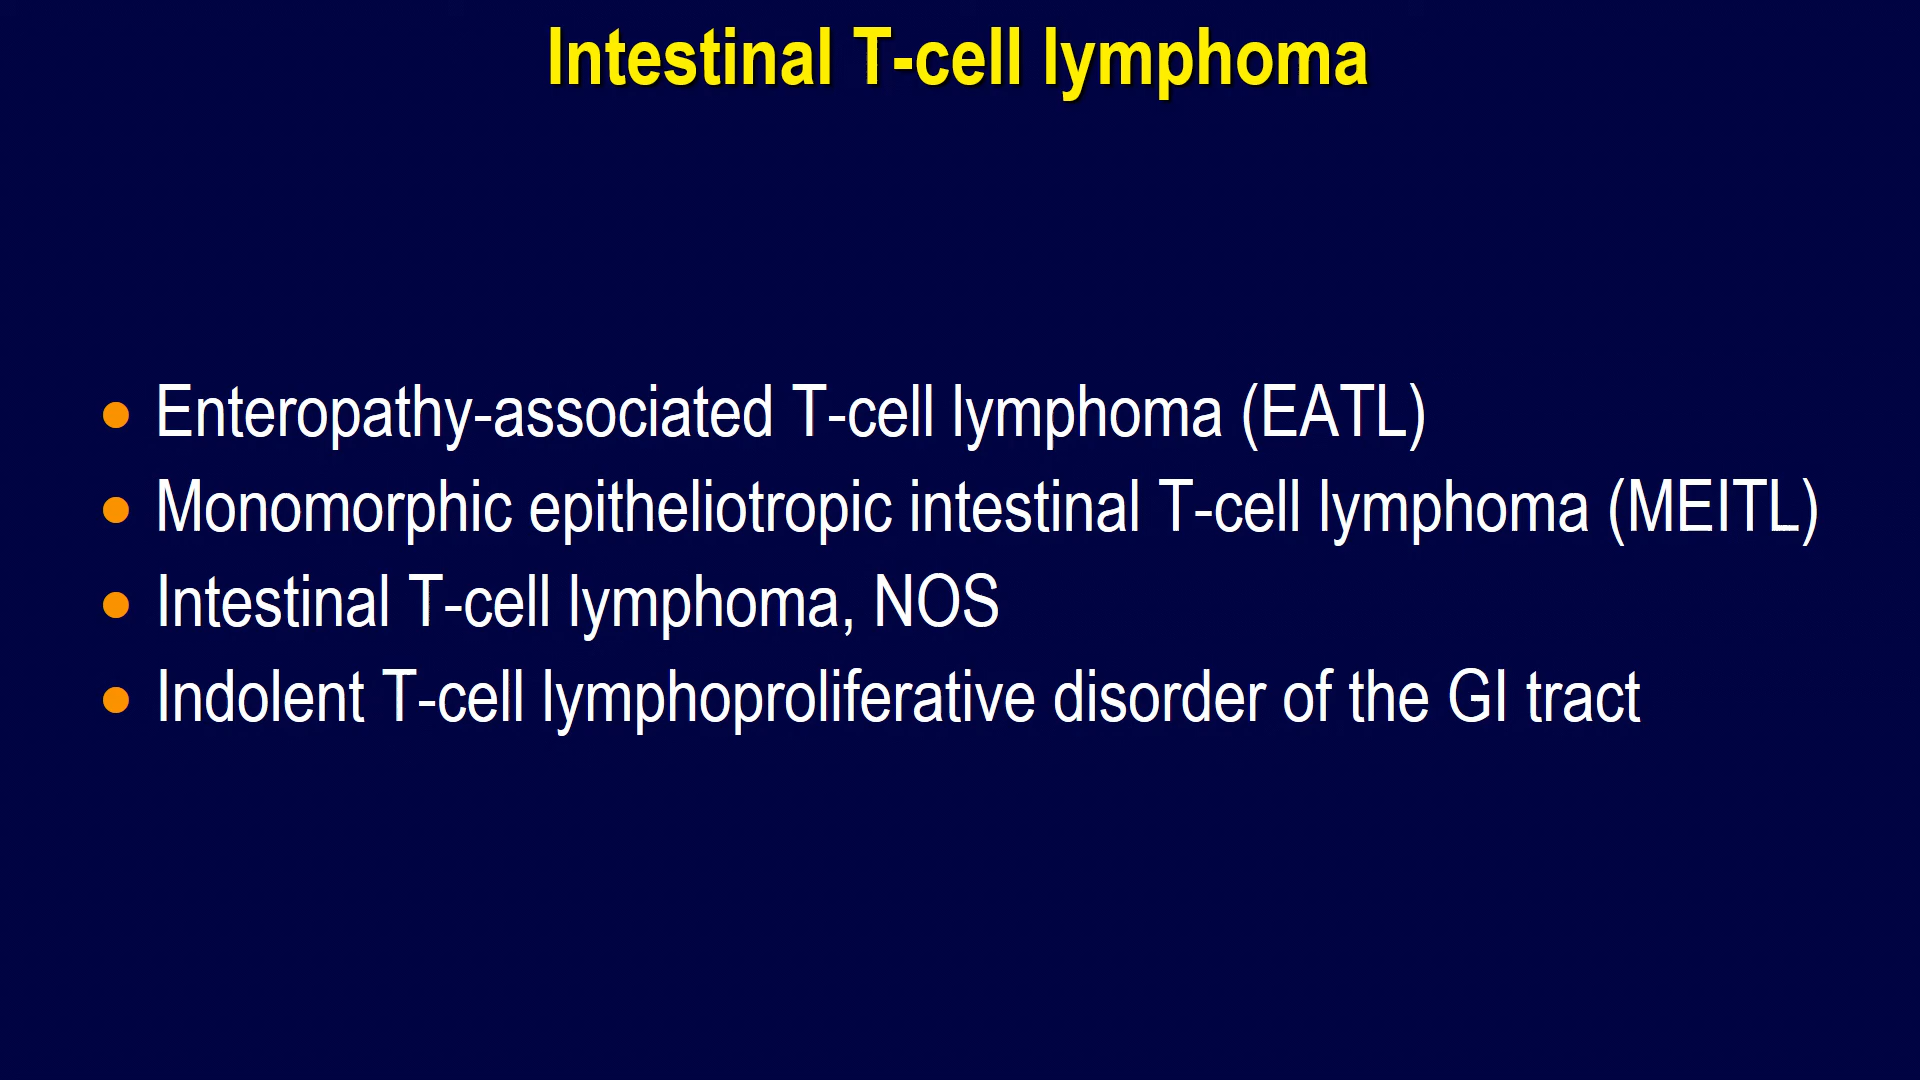 Intestinal T-cell lymphoma
• Enteropathy-associated T-cell lymphoma (EATL)
• Monomorphic epitheliotropic intestinal T-cell lymphoma (MEITL)
• Intestinal T-cell lymphoma, NOS
• Indolent T-cell lymphoproliferative disorder of the GI tract